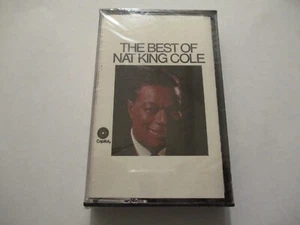 THE BEST OF
NAT KING COLE
Capitol